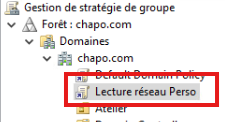 Gestion de stratégie de groupe
Forêt : chapo.com
Domaines
chapo.com
Default Domain Policy
Lecture réseau Perso
Atelier